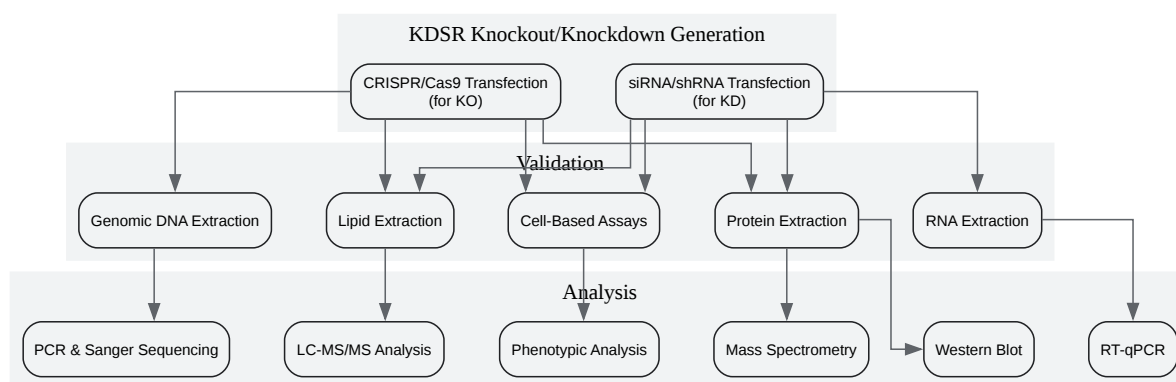 KDSR Knockout/Knockdown Generation
CRISPR/Cas9 Transfection
(for KO)
siRNA/shRNA Transfection
(for KD)
Validation
Genomic DNA Extraction
Lipid Extraction
Cell-Based Assays
Protein Extraction
RNA Extraction
Analysis
PCR & Sanger Sequencing
LC-MS/MS Analysis
Phenotypic Analysis
Mass Spectrometry
Western Blot
RT-qPCR